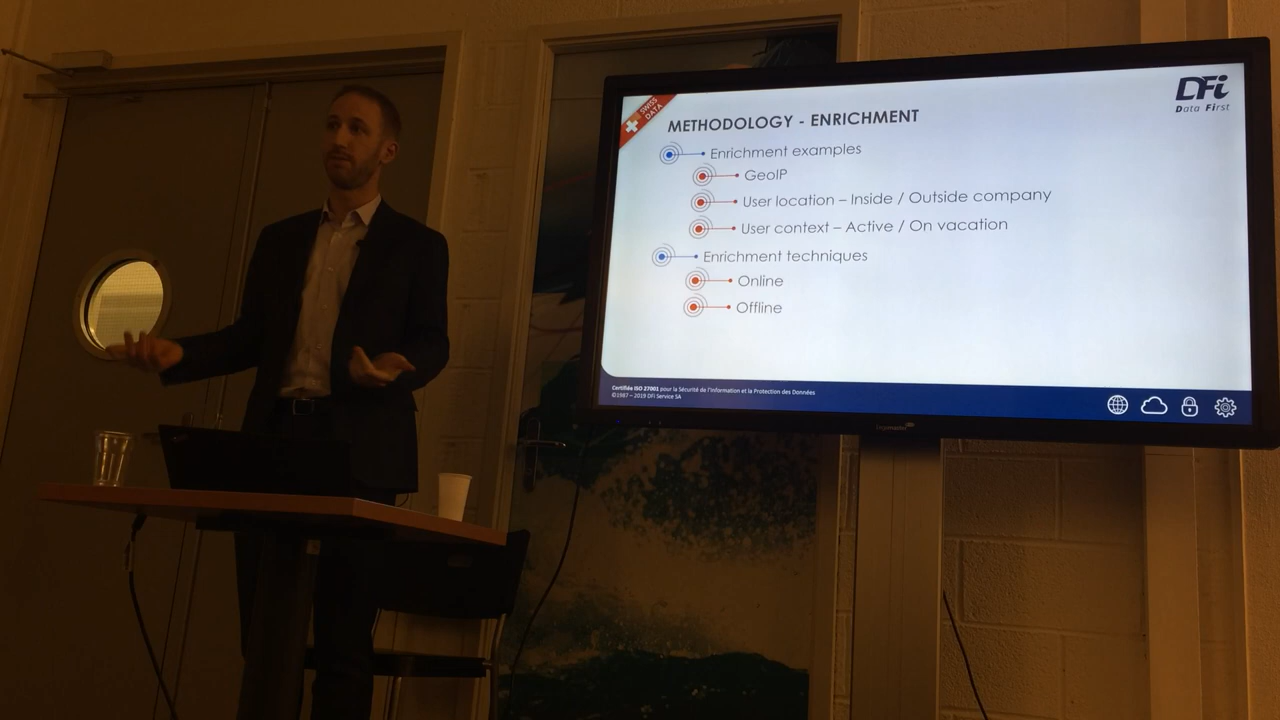 SWISS
DATA
DFi
Data First
METHODOLOGY - ENRICHMENT
Enrichment examples
GeoIP
User location – Inside / Outside company
User context – Active / On vacation
Enrichment techniques
Online
Offline
Certifiée ISO 27001 pour la Sécurité de l'Information et la Protection des Données
©1987 – 2019 DFi Service SA